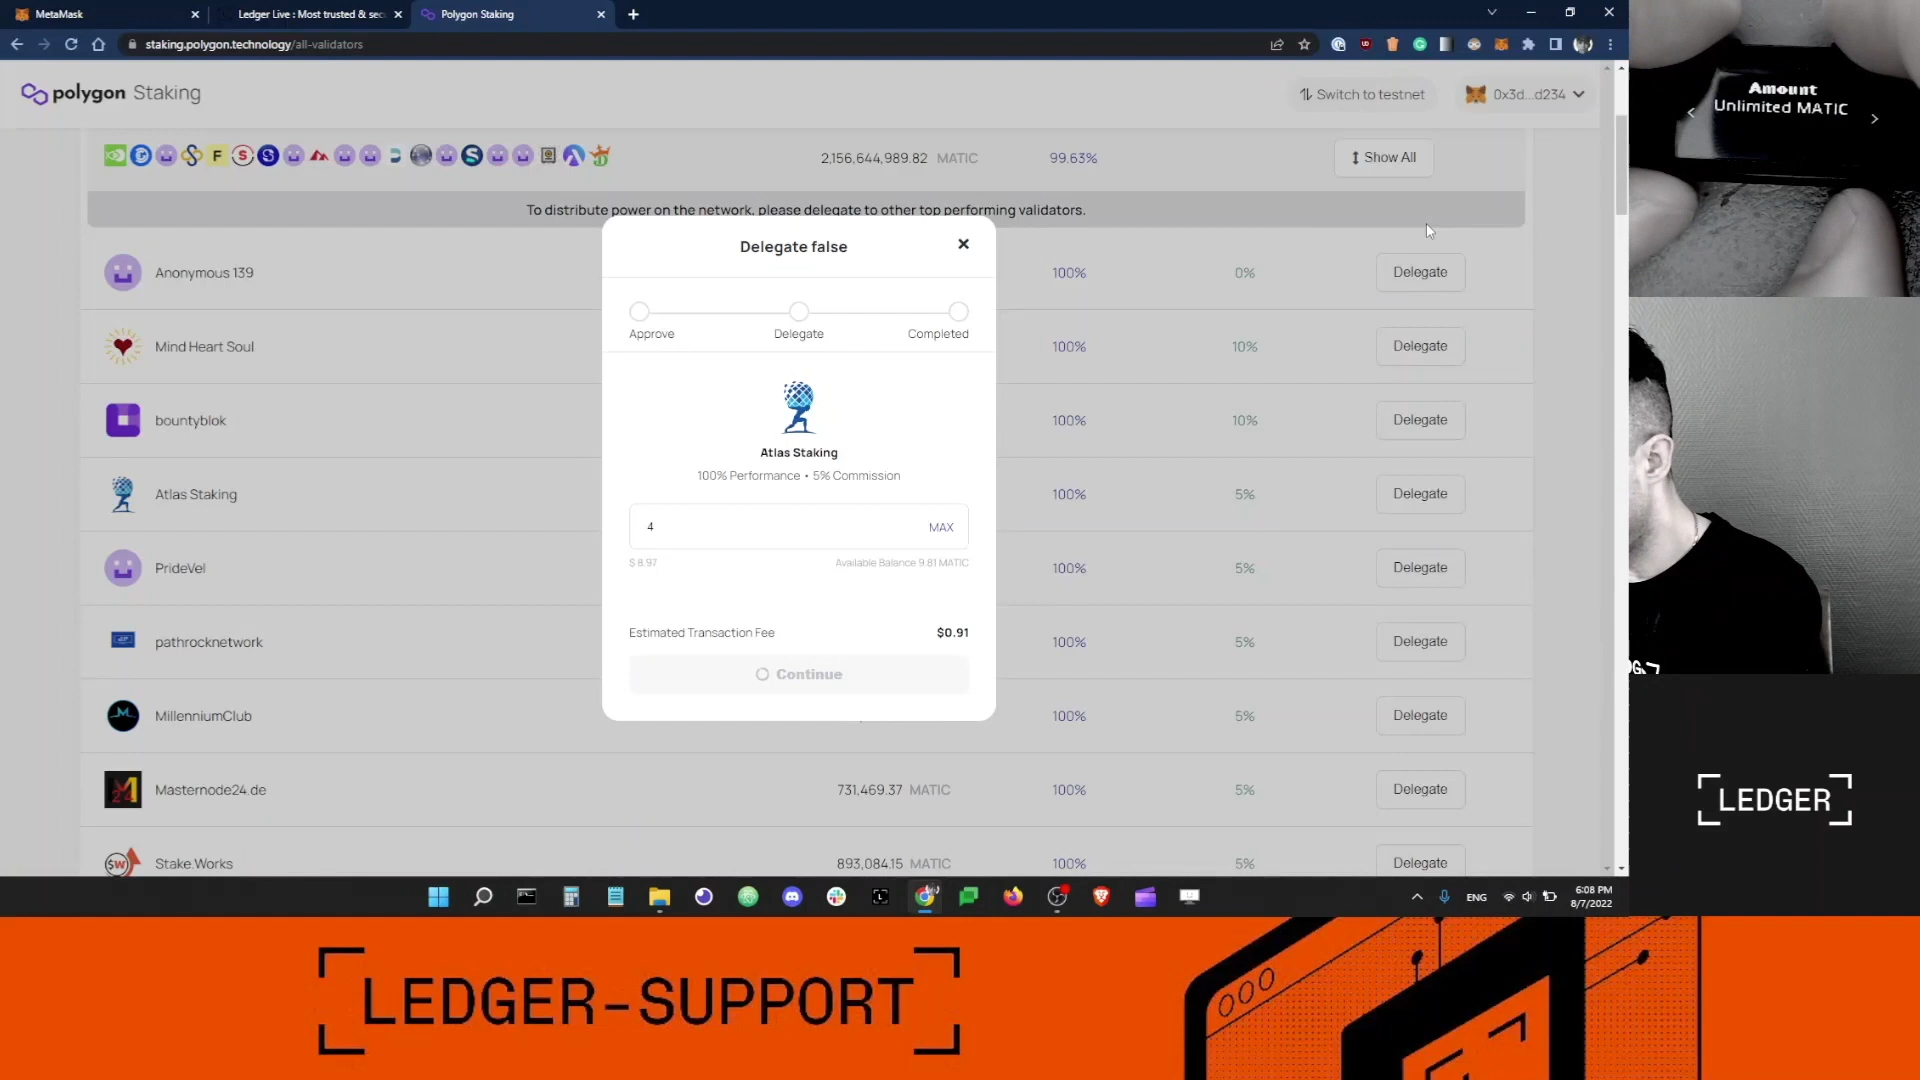 MetaMask
Ledger Live : Most trusted & sec
Polygon Staking
staking.polygon.technology/all-validators
polygon Staking
Switch to testnet
0x3d...d234
2,156,644,989.82 MATIC 99.63% Show All
To distribute power on the network, please delegate to other top performing validators.
Anonymous 139 100% 0% Delegate
Mind Heart Soul 100% 10% Delegate
bountyblok 100% 10% Delegate
Atlas Staking 100% 5% Delegate
PrideVel 100% 5% Delegate
pathrocknetwork 100% 5% Delegate
MillenniumClub 100% 5% Delegate
Masternode24.de 731,469.37 MATIC 100% 5% Delegate
Stake.Works 893,084.15 MATIC 100% 5% Delegate
Delegate false
Approve Delegate Completed
Atlas Staking
100% Performance • 5% Commission
4 MAX
$ 8.97 Available Balance 9.81 MATIC
Estimated Transaction Fee $0.91
Continue
ENG
6:08 PM
8/7/2022
Amount
Unlimited MATIC
LEDGER
LEDGER-SUPPORT